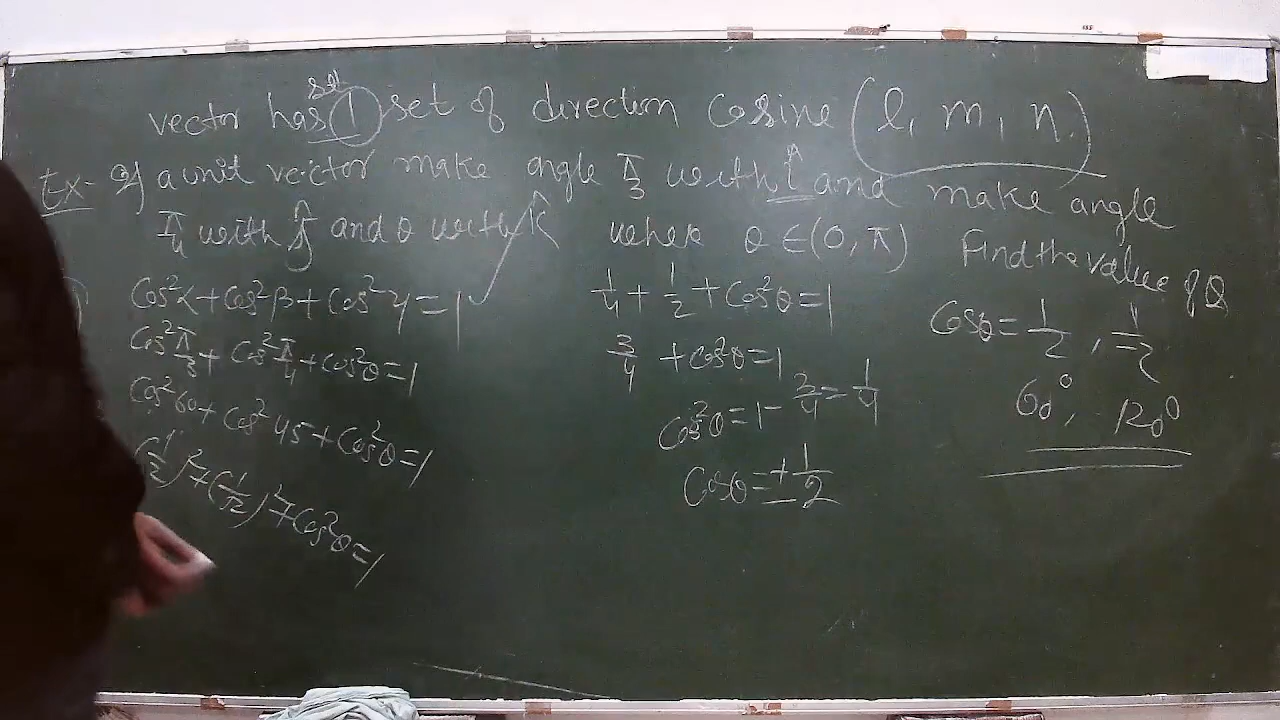 vector has 1 set of direction cosine (l, m, n)
Ex- If a unit vector make angle π/3 with î and make angle
π/4 with ĵ and θ with k̂ where θ ∈ (0, π) Find the value of θ
Cos²α + Cos²β + Cos²γ = 1
Cos²π/3 + Cos²π/4 + Cos²θ = 1
Cos²60 + Cos²45 + Cos²θ = 1
(1/2)² + (1/√2)² + Cos²θ = 1
1/4 + 1/2 + Cos²θ = 1
3/4 + Cos²θ = 1
Cos²θ = 1 - 3/4 = 1/4
Cosθ = ± 1/2
Cosθ = 1/2, -1/2
60°, 120°